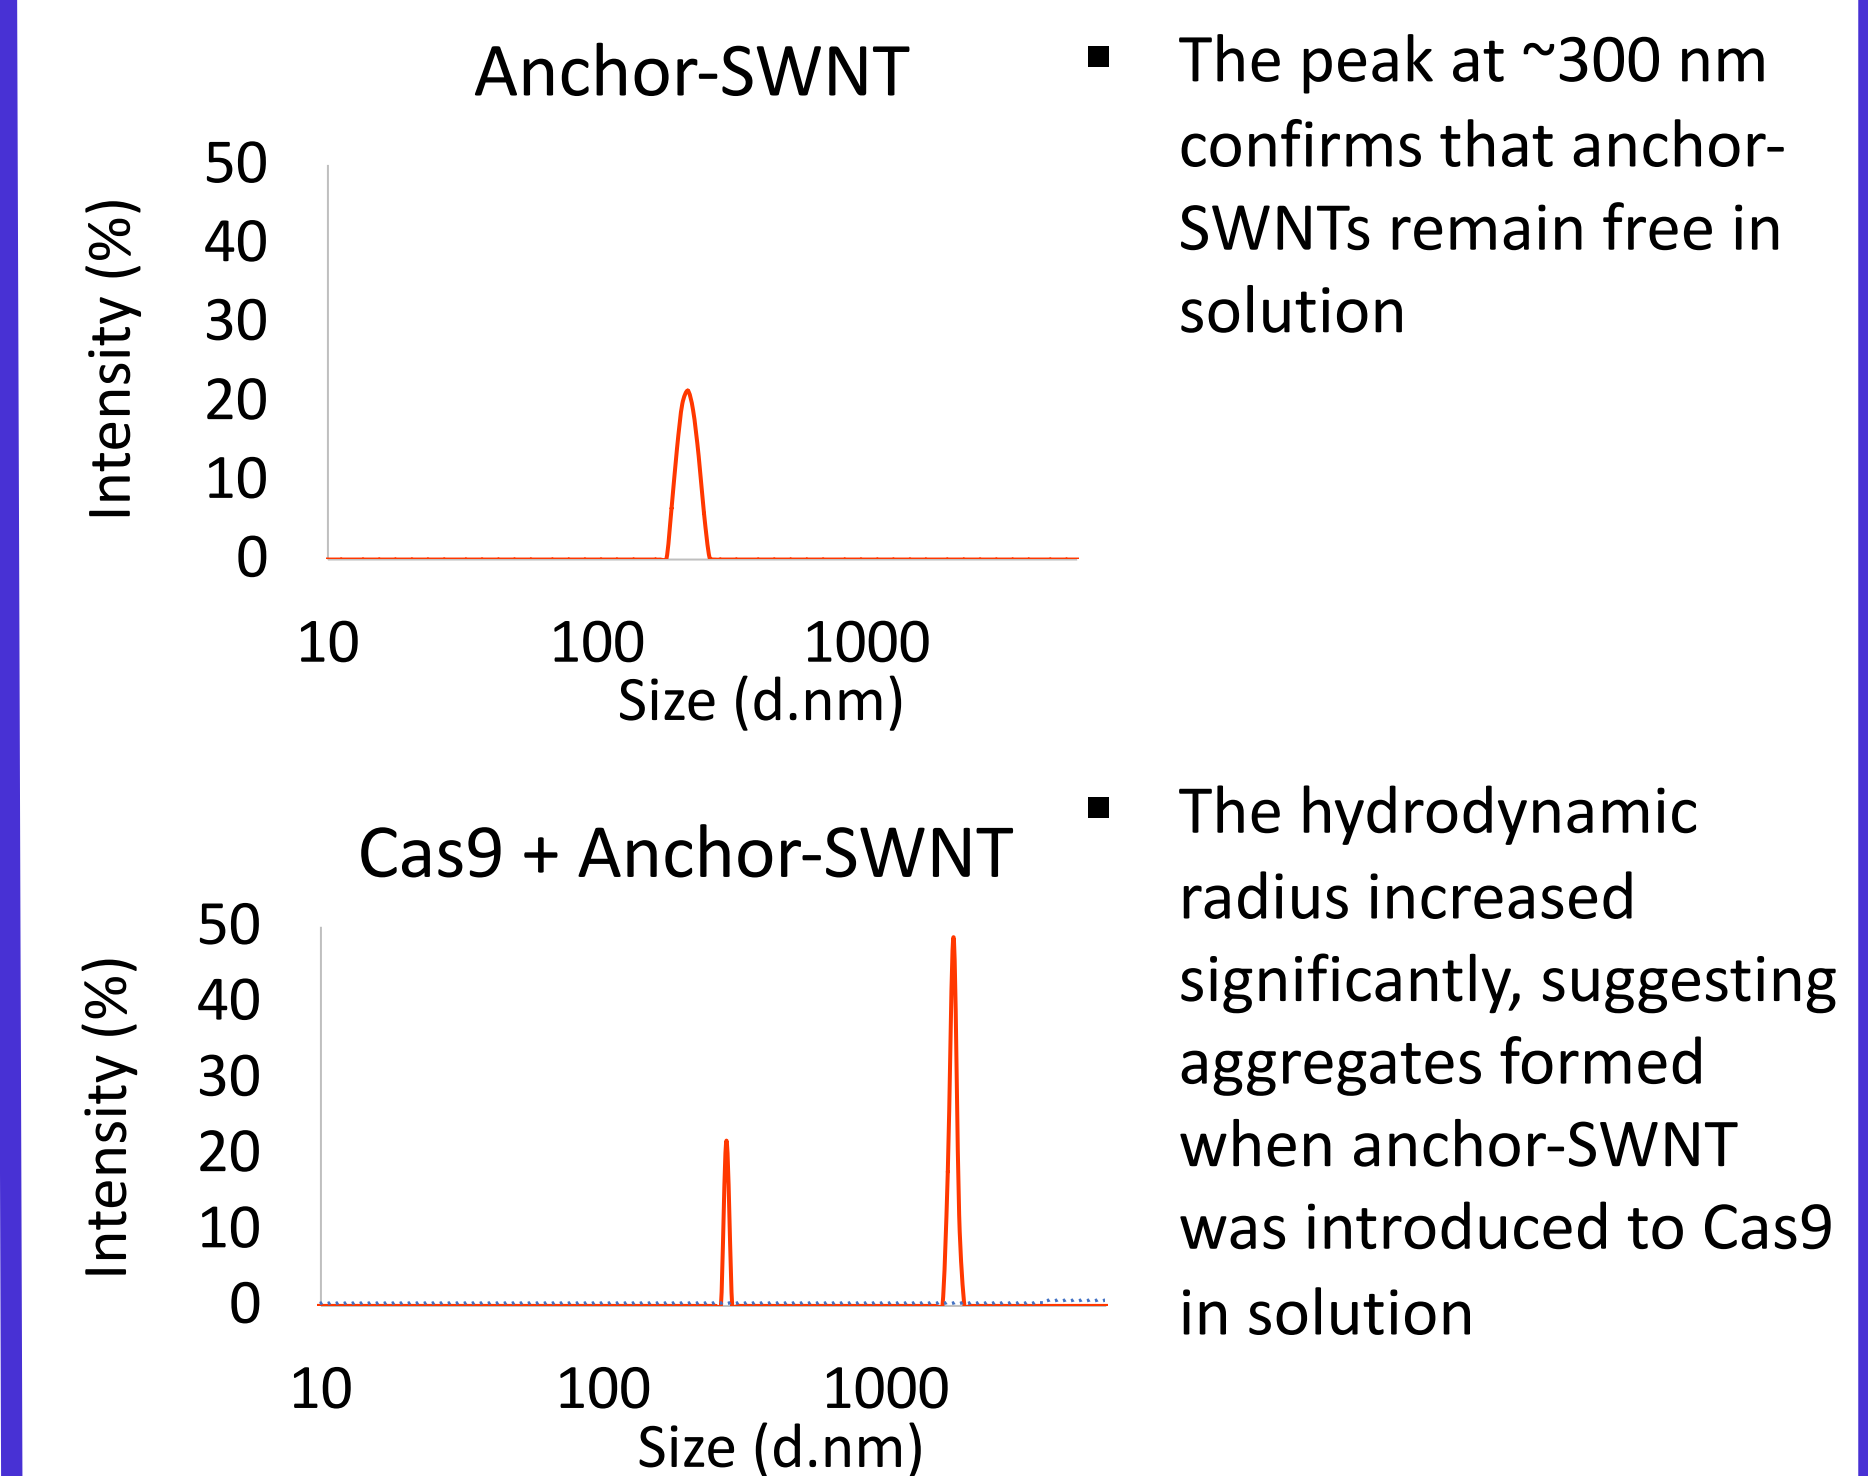 Anchor-SWNT
50
40
30
20
10
0
Intensity (%)
10 100 1000
Size (d.nm)
▪ The peak at ~300 nm
confirms that anchor-
SWNTs remain free in
solution
Cas9 + Anchor-SWNT
50
40
30
20
10
0
Intensity (%)
10 100 1000
Size (d.nm)
▪ The hydrodynamic
radius increased
significantly, suggesting
aggregates formed
when anchor-SWNT
was introduced to Cas9
in solution